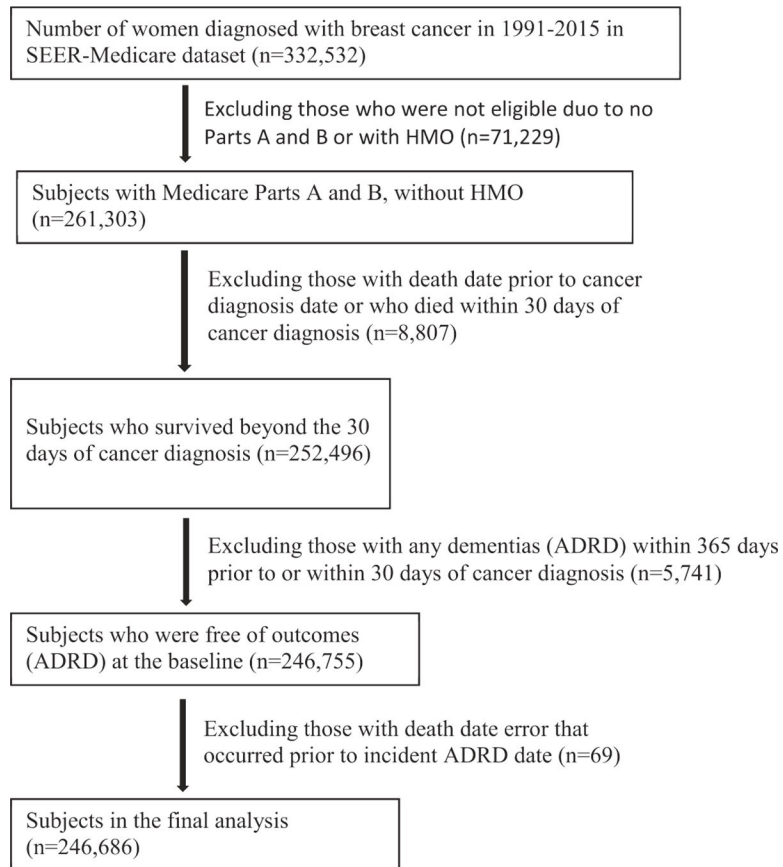 Number of women diagnosed with breast cancer in 1991-2015 in
SEER-Medicare dataset (n=332,532)
Excluding those who were not eligible duo to no
Parts A and B or with HMO (n=71,229)
Subjects with Medicare Parts A and B, without HMO
(n=261,303)
Excluding those with death date prior to cancer
diagnosis date or who died within 30 days of
cancer diagnosis (n=8,807)
Subjects who survived beyond the 30
days of cancer diagnosis (n=252,496)
Excluding those with any dementias (ADRD) within 365 days
prior to or within 30 days of cancer diagnosis (n=5,741)
Subjects who were free of outcomes
(ADRD) at the baseline (n=246,755)
Excluding those with death date error that
occurred prior to incident ADRD date (n=69)
Subjects in the final analysis
(n=246,686)